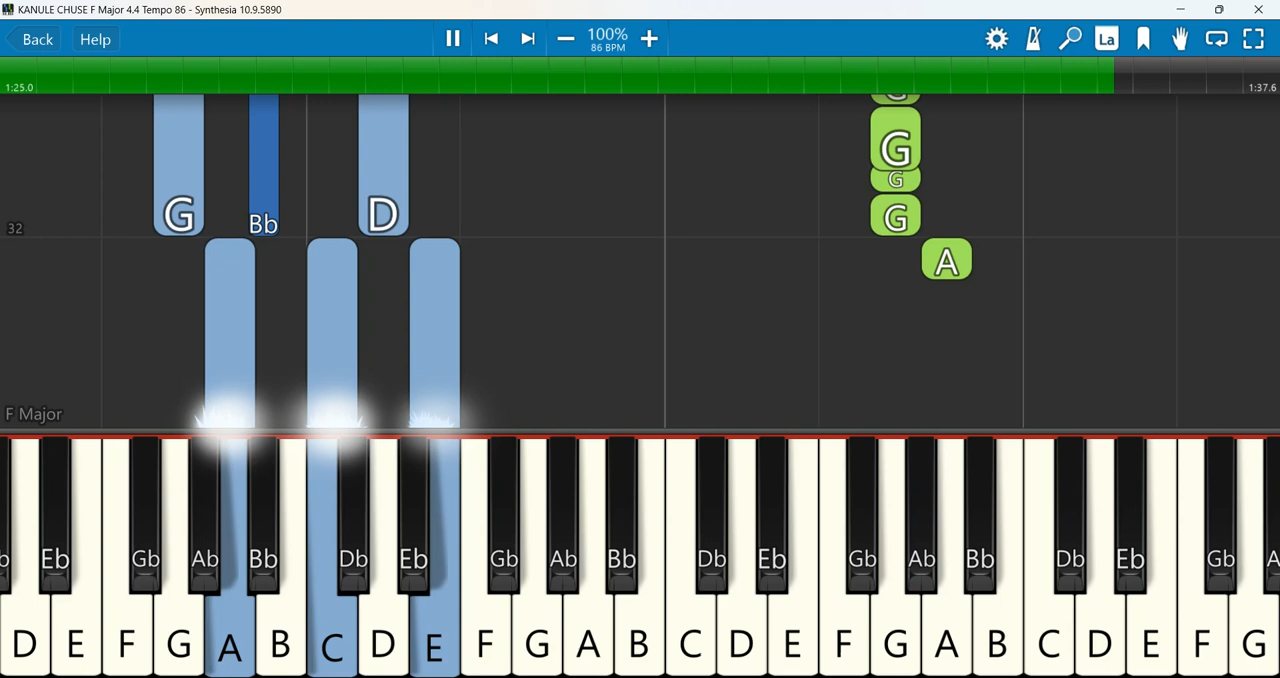 KANULE CHUSE F Major 4.4 Tempo 86 - Synthesia 10.9.5890
Back Help 100% La
86 BPM
1:25.0 1:37.6
G
G
G Bb D G
32
A
F Major
Eb Gb Ab Bb Db Eb Gb Ab Bb Db Eb Gb Ab Bb Db Eb Gb
D E F G A B C D E F G A B C D E F G A B C D E F G